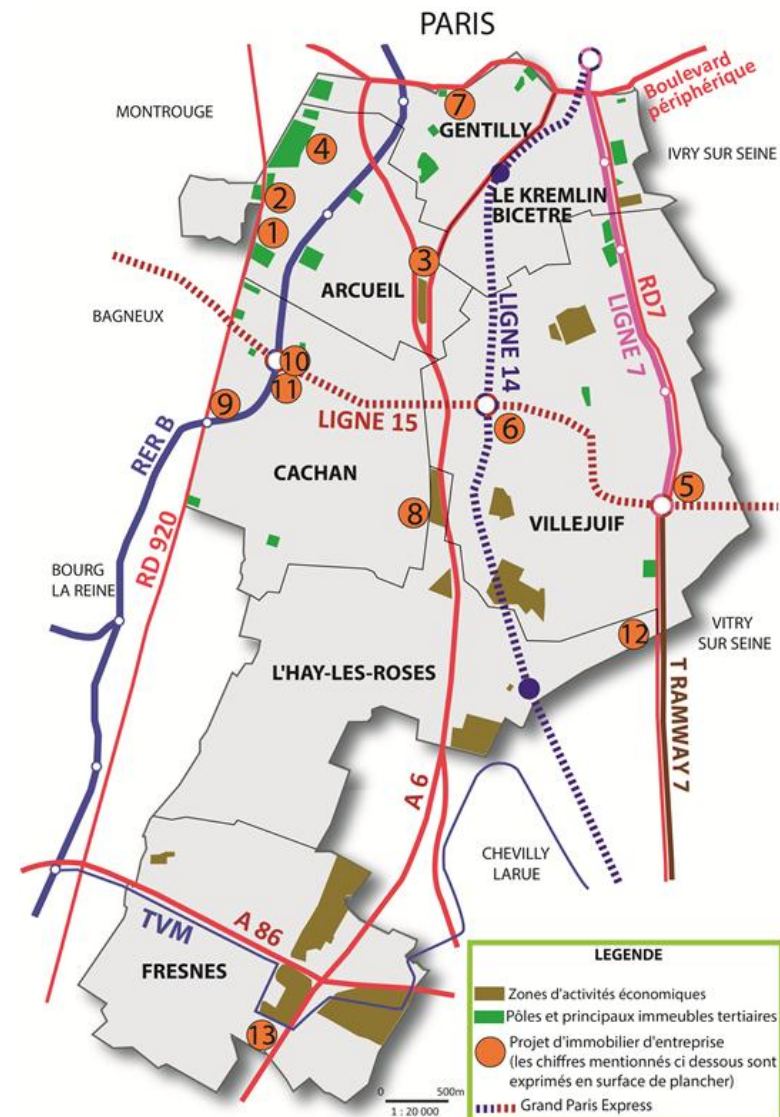 PARIS
Boulevard
périphérique
MONTROUGE
7
GENTILLY
4
IVRY SUR SEINE
2
LE KREMLIN
BICETRE
1
3
ARCUEIL
RD7
LIGNE 7
LIGNE 14
BAGNEUX
10
11
9
LIGNE 15
6
RER B
CACHAN
5
8
VILLEJUIF
RD 920
BOURG
LA REINE
12
VITRY
SUR SEINE
L'HAY-LES-ROSES
T RAMWAY 7
A 6
CHEVILLY
LARUE
TVM
A 86
FRESNES
13
LEGENDE
Zones d'activités économiques
Pôles et principaux immeubles tertiaires
Projet d'immobilier d'entreprise
(les chiffres mentionnés ci dessous sont
exprimés en surface de plancher)
Grand Paris Express
0 500m
1 : 20 000